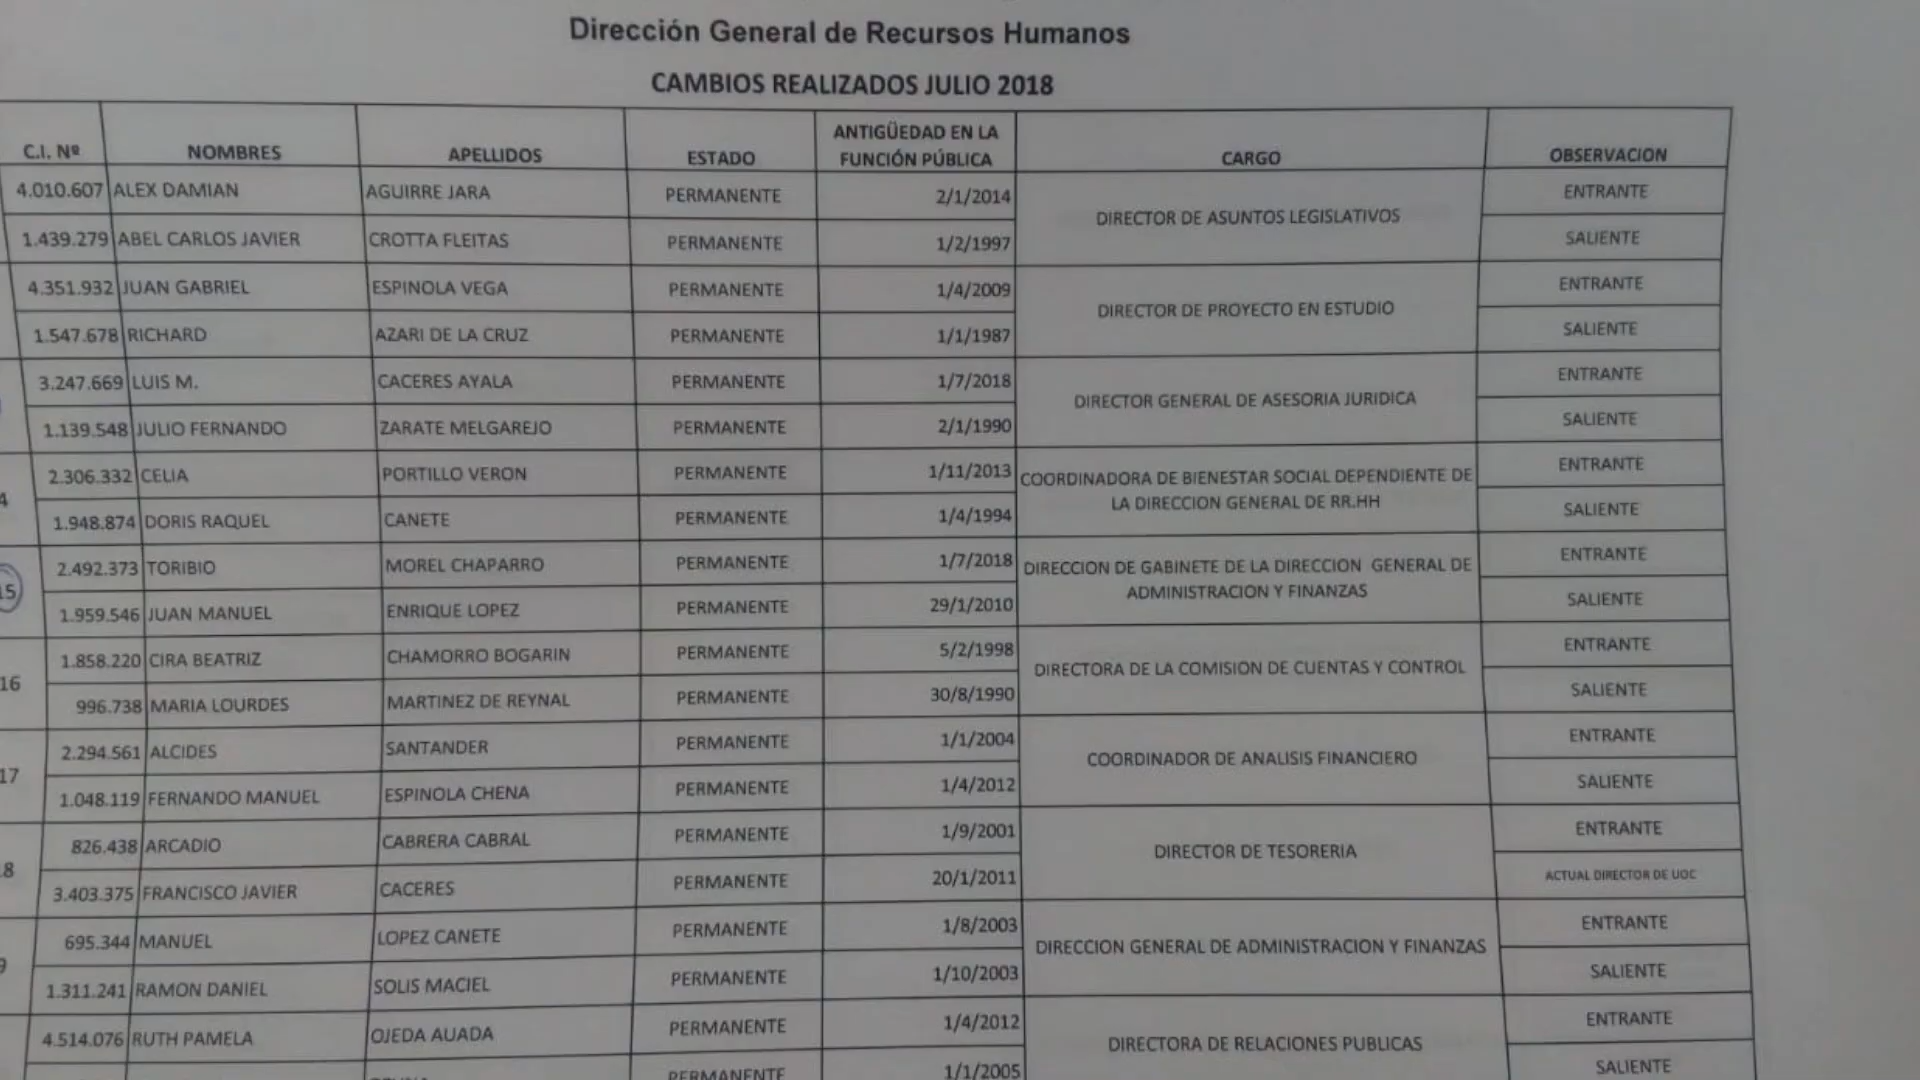 Dirección General de Recursos Humanos
CAMBIOS REALIZADOS JULIO 2018
C.I. Nº NOMBRES APELLIDOS ESTADO ANTIGÜEDAD EN LA FUNCIÓN PÚBLICA CARGO OBSERVACION
4.010.607 ALEX DAMIAN AGUIRRE JARA PERMANENTE 2/1/2014 DIRECTOR DE ASUNTOS LEGISLATIVOS ENTRANTE
1.439.279 ABEL CARLOS JAVIER CROTTA FLEITAS PERMANENTE 1/2/1997 SALIENTE
4.351.932 JUAN GABRIEL ESPINOLA VEGA PERMANENTE 1/4/2009 DIRECTOR DE PROYECTO EN ESTUDIO ENTRANTE
1.547.678 RICHARD AZARI DE LA CRUZ PERMANENTE 1/1/1987 SALIENTE
3.247.669 LUIS M. CACERES AYALA PERMANENTE 1/7/2018 DIRECTOR GENERAL DE ASESORIA JURIDICA ENTRANTE
1.139.548 JULIO FERNANDO ZARATE MELGAREJO PERMANENTE 2/1/1990 SALIENTE
4 2.306.332 CELIA PORTILLO VERON PERMANENTE 1/11/2013 COORDINADORA DE BIENESTAR SOCIAL DEPENDIENTE DE ENTRANTE
1.948.874 DORIS RAQUEL CANETE PERMANENTE 1/4/1994 LA DIRECCION GENERAL DE RR.HH SALIENTE
15 2.492.373 TORIBIO MOREL CHAPARRO PERMANENTE 1/7/2018 DIRECCION DE GABINETE DE LA DIRECCION GENERAL DE ENTRANTE
1.959.546 JUAN MANUEL ENRIQUE LOPEZ PERMANENTE 29/1/2010 ADMINISTRACION Y FINANZAS SALIENTE
16 1.858.220 CIRA BEATRIZ CHAMORRO BOGARIN PERMANENTE 5/2/1998 DIRECTORA DE LA COMISION DE CUENTAS Y CONTROL ENTRANTE
996.738 MARIA LOURDES MARTINEZ DE REYNAL PERMANENTE 30/8/1990 SALIENTE
17 2.294.561 ALCIDES SANTANDER PERMANENTE 1/1/2004 COORDINADOR DE ANALISIS FINANCIERO ENTRANTE
1.048.119 FERNANDO MANUEL ESPINOLA CHENA PERMANENTE 1/4/2012 SALIENTE
8 826.438 ARCADIO CABRERA CABRAL PERMANENTE 1/9/2001 DIRECTOR DE TESORERIA ENTRANTE
3.403.375 FRANCISCO JAVIER CACERES PERMANENTE 20/1/2011 ACTUAL DIRECTOR DE UOC
9 695.344 MANUEL LOPEZ CANETE PERMANENTE 1/8/2003 DIRECCION GENERAL DE ADMINISTRACION Y FINANZAS ENTRANTE
1.311.241 RAMON DANIEL SOLIS MACIEL PERMANENTE 1/10/2003 SALIENTE
4.514.076 RUTH PAMELA OJEDA AUADA PERMANENTE 1/4/2012 DIRECTORA DE RELACIONES PUBLICAS ENTRANTE
PERMANENTE 1/1/2005 SALIENTE